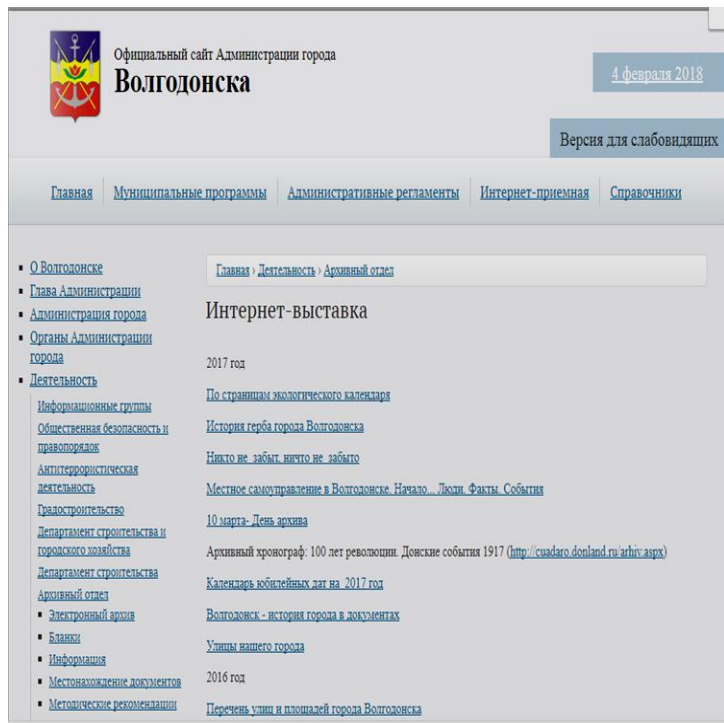 Официальный сайт Администрации города
Волгодонска
4 февраля 2018
Версия для слабовидящих
Главная
Муниципальные программы
Административные регламенты
Интернет-приемная
Справочники
О Волгодонске
Глава Администрации
Администрация города
Органы Администрации
города
Деятельность
Информационные группы
Общественная безопасность и
правопорядок
Антитеррористическая
деятельность
Градостроительство
Департамент строительства и
городского хозяйства
Департамент строительства
Архивный отдел
Электронный архив
Бланки
Информация
Местонахождение документов
Методические рекомендации
Главная › Деятельность › Архивный отдел
Интернет-выставка
2017 год
По страницам экологического календаря
История герба города Волгодонска
Никто не забыт, ничто не забыто
Местное самоуправление в Волгодонске. Начало... Люди. Факты. События
10 марта- День архива
Архивный хронограф: 100 лет революции. Донские события 1917 (http://cuadaro.donland.ru/arhiv.aspx)
Календарь юбилейных дат на 2017 год
Волгодонск - история города в документах
Улицы нашего города
2016 год
Перечень улиц и площадей города Волгодонска